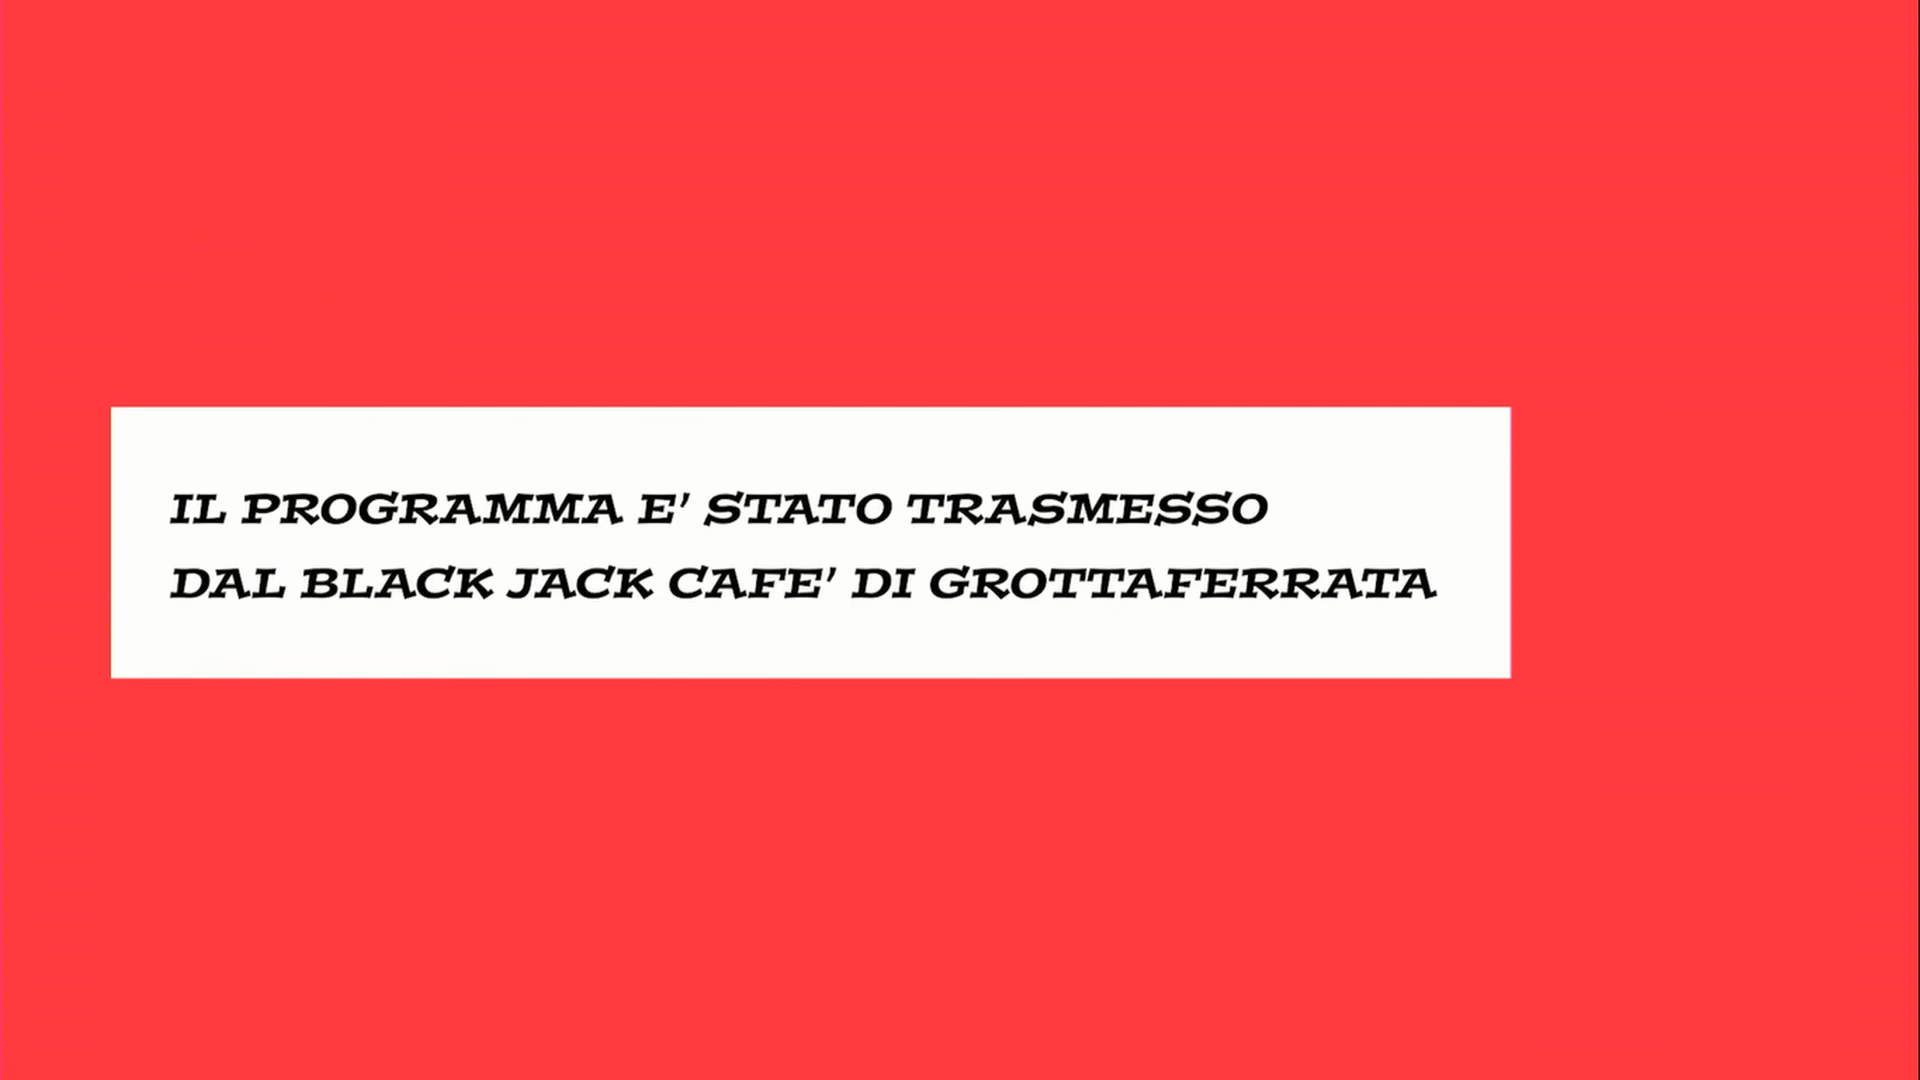 IL PROGRAMMA E' STATO TRASMESSO
DAL BLACK JACK CAFE' DI GROTTAFERRATA